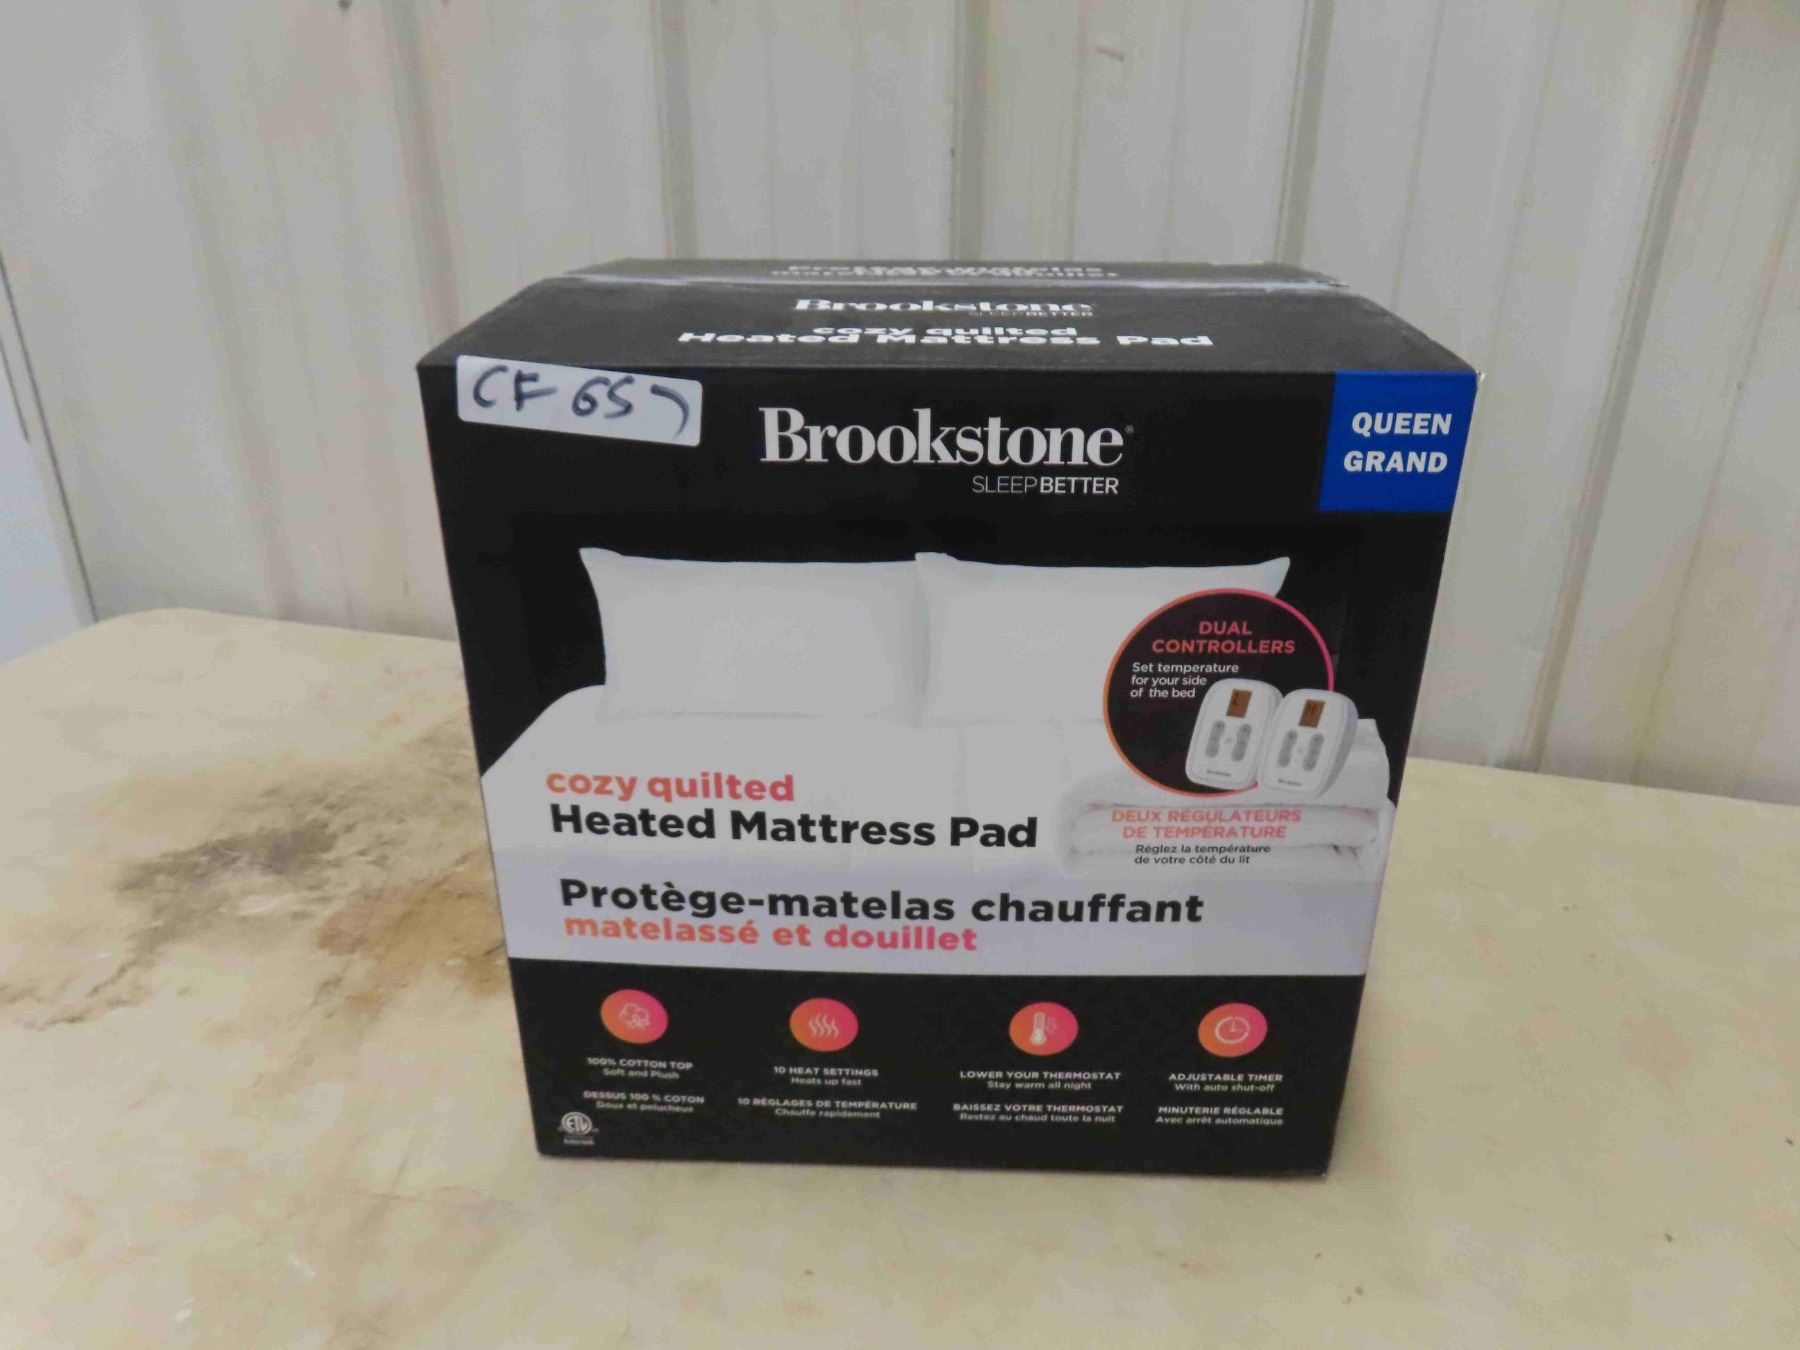 Brookstone
SLEEPBETTER
cozy quilted
Heated Mattress Pad
CF 657
Brookstone®
SLEEPBETTER
QUEEN
GRAND
DUAL
CONTROLLERS
Set temperature
for your side
of the bed
DEUX RÉGULATEURS
DE TEMPÉRATURE
Réglez la température
de votre côté du lit
cozy quilted
Heated Mattress Pad
Protège-matelas chauffant
matelassé et douillet
100% COTTON TOP
Soft and Plush
DESSUS 100 % COTON
Doux et pelucheux
10 HEAT SETTINGS
Heats up fast
10 RÉGLAGES DE TEMPÉRATURE
Chauffe rapidement
LOWER YOUR THERMOSTAT
Stay warm all night
BAISSEZ VOTRE THERMOSTAT
Restez au chaud toute la nuit
ADJUSTABLE TIMER
With auto shut-off
MINUTERIE RÉGLABLE
Avec arrêt automatique
ETL
Intertek